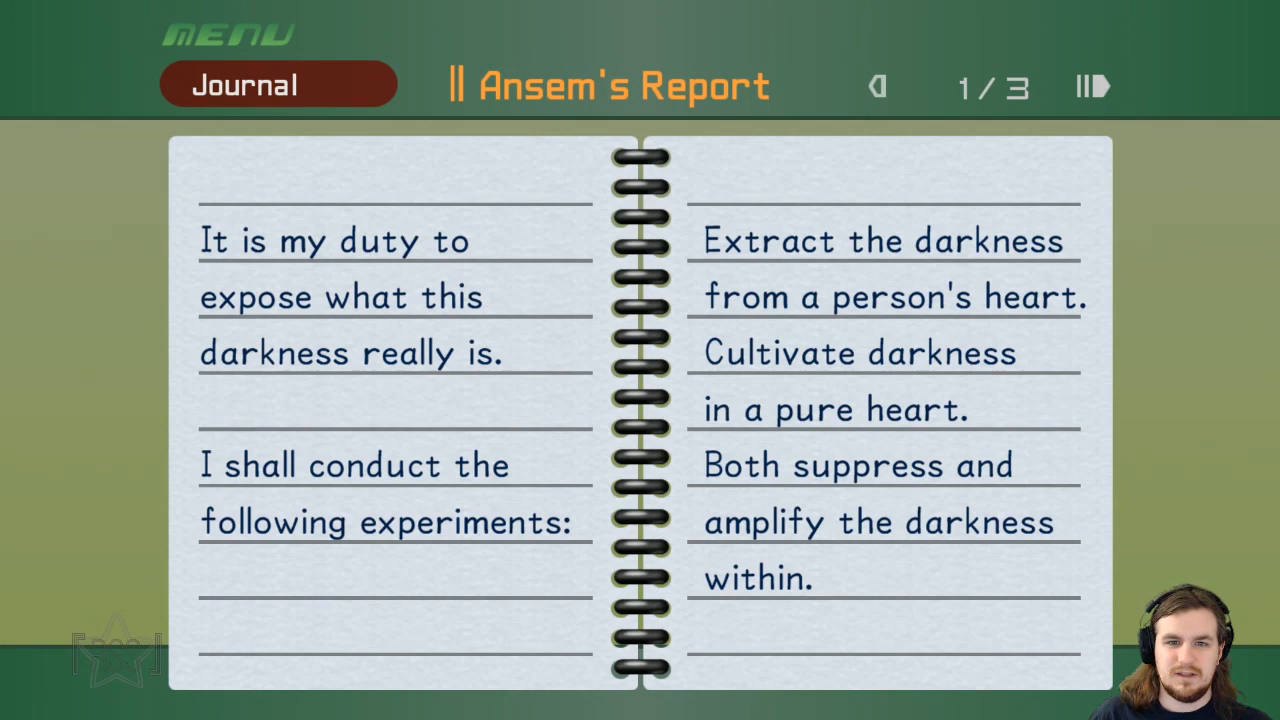 MENU
Journal
Ansem's Report
1/3
It is my duty to
expose what this
darkness really is.
I shall conduct the
following experiments:
Extract the darkness
from a person's heart.
Cultivate darkness
in a pure heart.
Both suppress and
amplify the darkness
within.